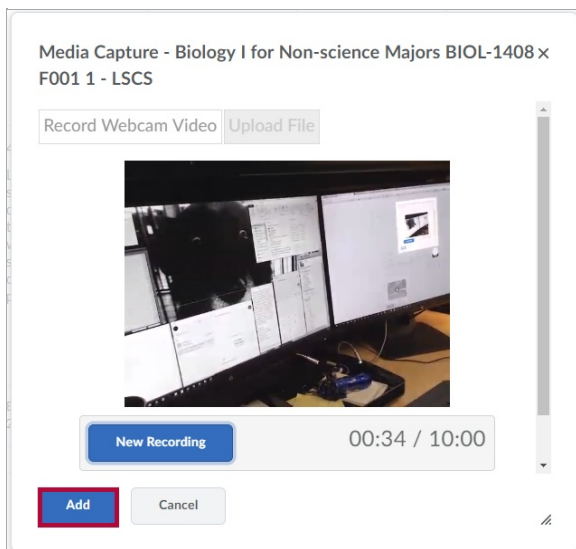 Media Capture - Biology I for Non-science Majors BIOL-1408 ×
F001 1 - LSCS
Record Webcam Video Upload File
New Recording 00:34 / 10:00
Add Cancel